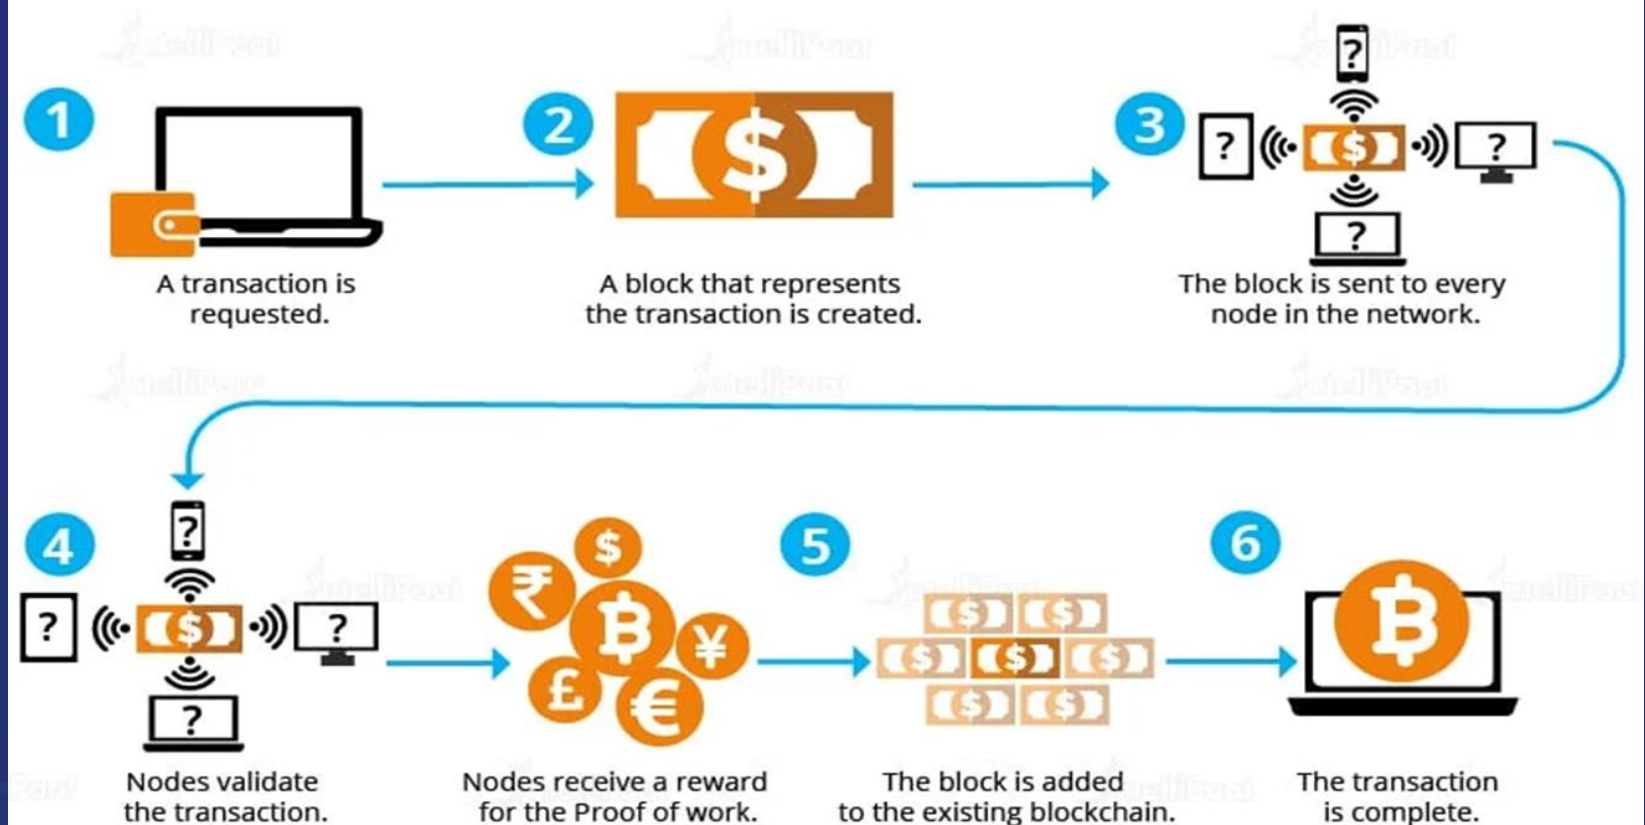 1
2
$
3
?
?
$
?
?
A transaction is
requested.
A block that represents
the transaction is created.
The block is sent to every
node in the network.
4
?
?
$
?
?
$
₹
₿
¥
£
€
5
$ $
$ $ $
$ $
6
₿
Nodes validate
the transaction.
Nodes receive a reward
for the Proof of work.
The block is added
to the existing blockchain.
The transaction
is complete.